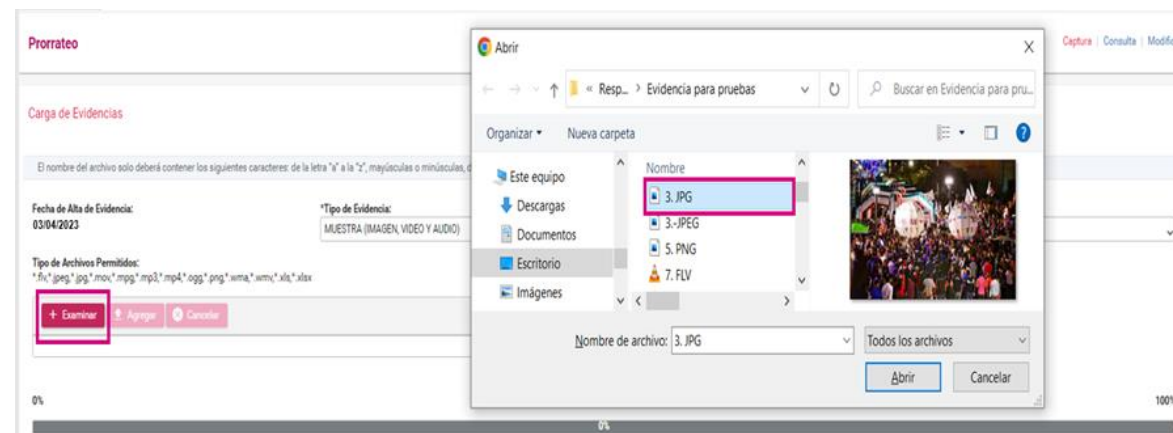 Prorrateo
Captura | Consulta | Modific
Carga de Evidencias
El nombre del archivo solo deberá contener los siguientes caracteres: de la letra "a" a la "z", mayúsculas o minúsculas, d
Fecha de Alta de Evidencia:
03/04/2023
*Tipo de Evidencia:
MUESTRA (IMAGEN, VIDEO Y AUDIO)
Tipo de Archivos Permitidos:
*.flv,*.jpeg,*.jpg,*.mov,*.mpg,*.mp3,*.mp4,*.ogg,*.png,*.wma,*.wmv,*.xls,*.xlsx
+ Examinar Agregar Cancelar
0%
100%
0%
Abrir
« Resp... > Evidencia para pruebas
Buscar en Evidencia para pru...
Organizar Nueva carpeta
Este equipo
Descargas
Documentos
Escritorio
Imágenes
Nombre
3. JPG
3.-JPEG
5. PNG
7. FLV
Nombre de archivo: 3. JPG
Todos los archivos
Abrir Cancelar